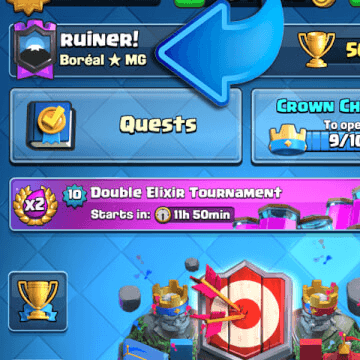 RUINER!
Boréal ★ MG
50
Quests
CROWN CH
To ope
9/10
x2
10 Double Elixir Tournament
Starts in: 11h 50min